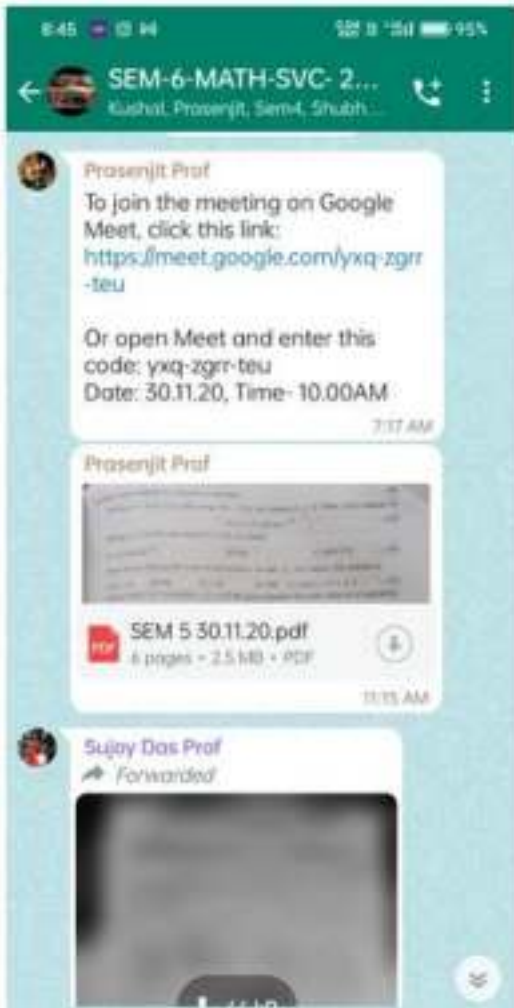 8:45
95%
SEM-6-MATH-SVC- 2...
Kushal, Prosenjit, Sem4, Shubh...
Prosenjit Prof
To join the meeting on Google
Meet, click this link:
https://meet.google.com/yxq-zgrr
-teu
Or open Meet and enter this
code: yxq-zgrr-teu
Date: 30.11.20, Time- 10.00AM
7:17 AM
Prosenjit Prof
SEM 5 30.11.20.pdf
PDF
6 pages • 2.5 MB • PDF
11:15 AM
Sujoy Das Prof
Forwarded